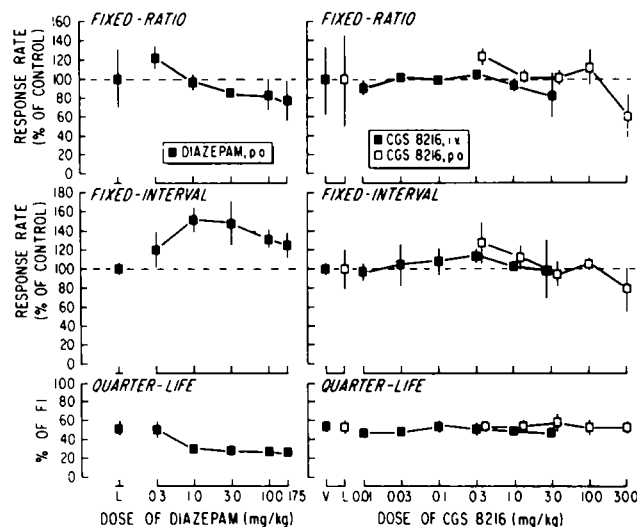 FIXED-RATIO
FIXED-RATIO
160
140
120
100
80
60
40
20
0
RESPONSE RATE
(% OF CONTROL)
DIAZEPAM, p.o.
CGS 8216, i.v.
CGS 8216, p.o.
FIXED-INTERVAL
FIXED-INTERVAL
160
140
120
100
80
60
40
20
0
RESPONSE RATE
(% OF CONTROL)
QUARTER-LIFE
QUARTER-LIFE
100
80
60
40
20
0
% OF FI
L 0.3 1.0 3.0 10.0 17.5
V L 0.01 0.03 0.1 0.3 1.0 3.0 10.0 30.0
DOSE OF DIAZEPAM (mg/kg)
DOSE OF CGS 8216 (mg/kg)